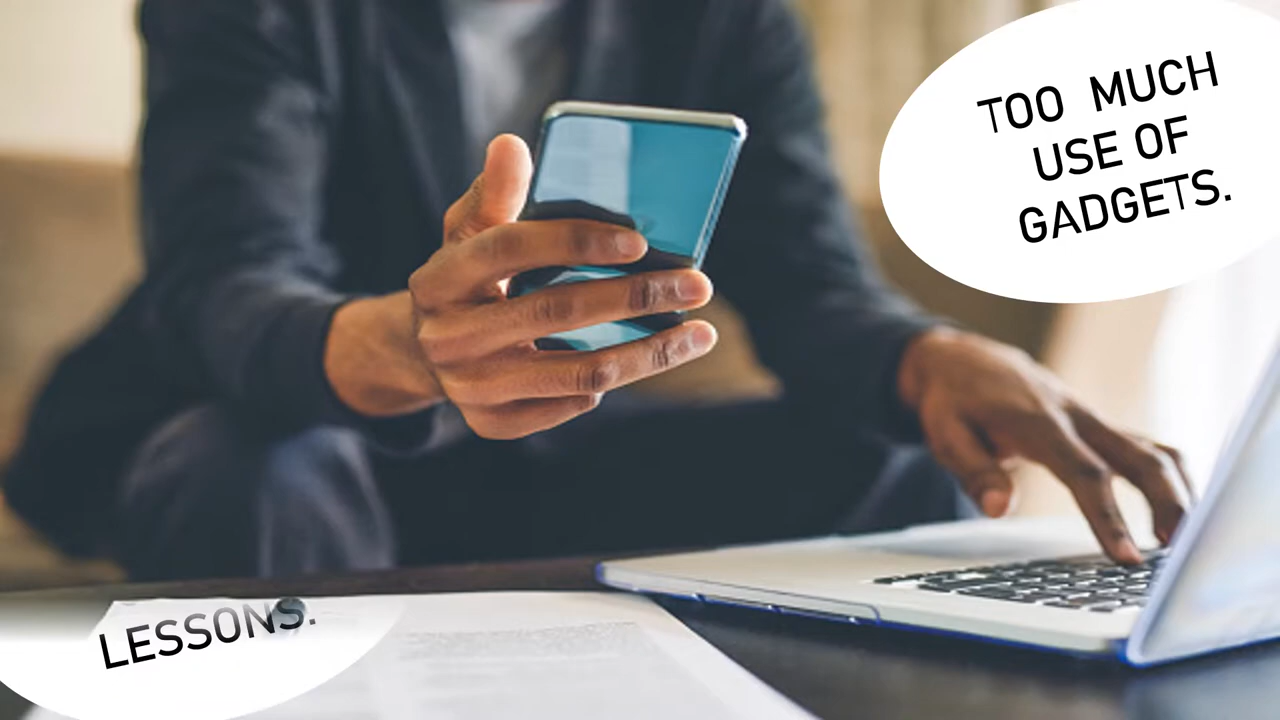 TOO MUCH
USE OF
GADGETS.
LESSONS.